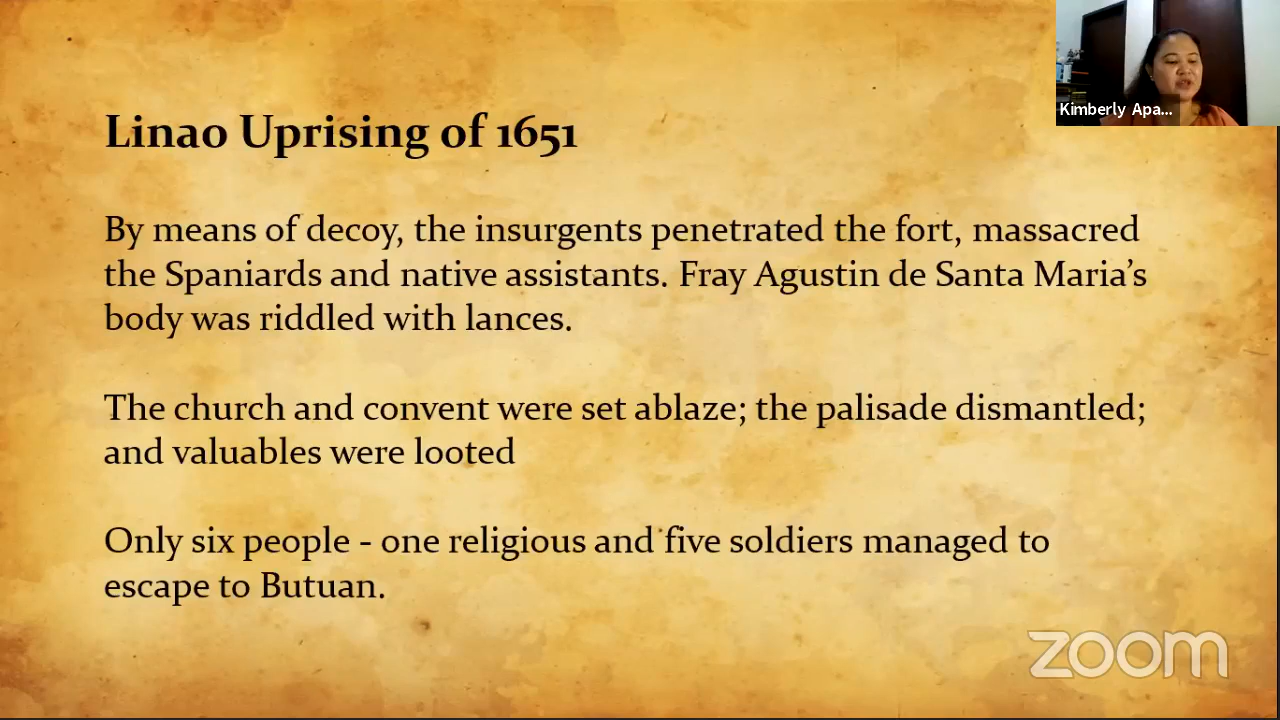 Linao Uprising of 1651
By means of decoy, the insurgents penetrated the fort, massacred
the Spaniards and native assistants. Fray Agustin de Santa Maria’s
body was riddled with lances.
The church and convent were set ablaze; the palisade dismantled;
and valuables were looted
Only six people - one religious and five soldiers managed to
escape to Butuan.
Kimberly Apa...
zoom